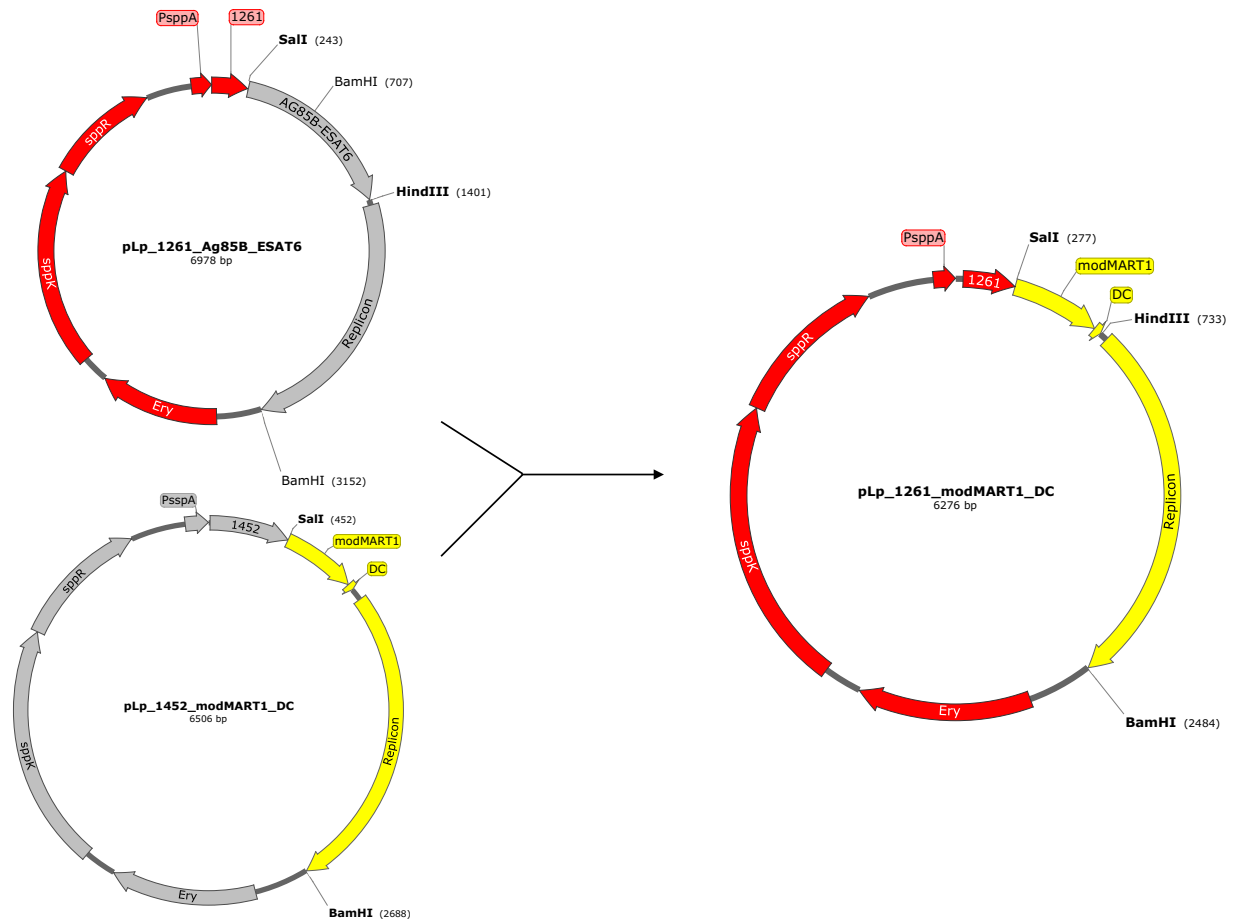 PsppA
1261
SalI (243)
BamHI (707)
AG85B-ESAT6
HindIII (1401)
sppR
sppK
pLp_1261_Ag85B_ESAT6
6978 bp
Replicon
Ery
BamHI (3152)
PsspA
1452
SalI (452)
modMART1
DC
sppR
sppK
pLp_1452_modMART1_DC
6506 bp
Replicon
Ery
BamHI (2688)
PsppA
1261
SalI (277)
modMART1
DC
HindIII (733)
sppR
sppK
pLp_1261_modMART1_DC
6276 bp
Replicon
Ery
BamHI (2484)